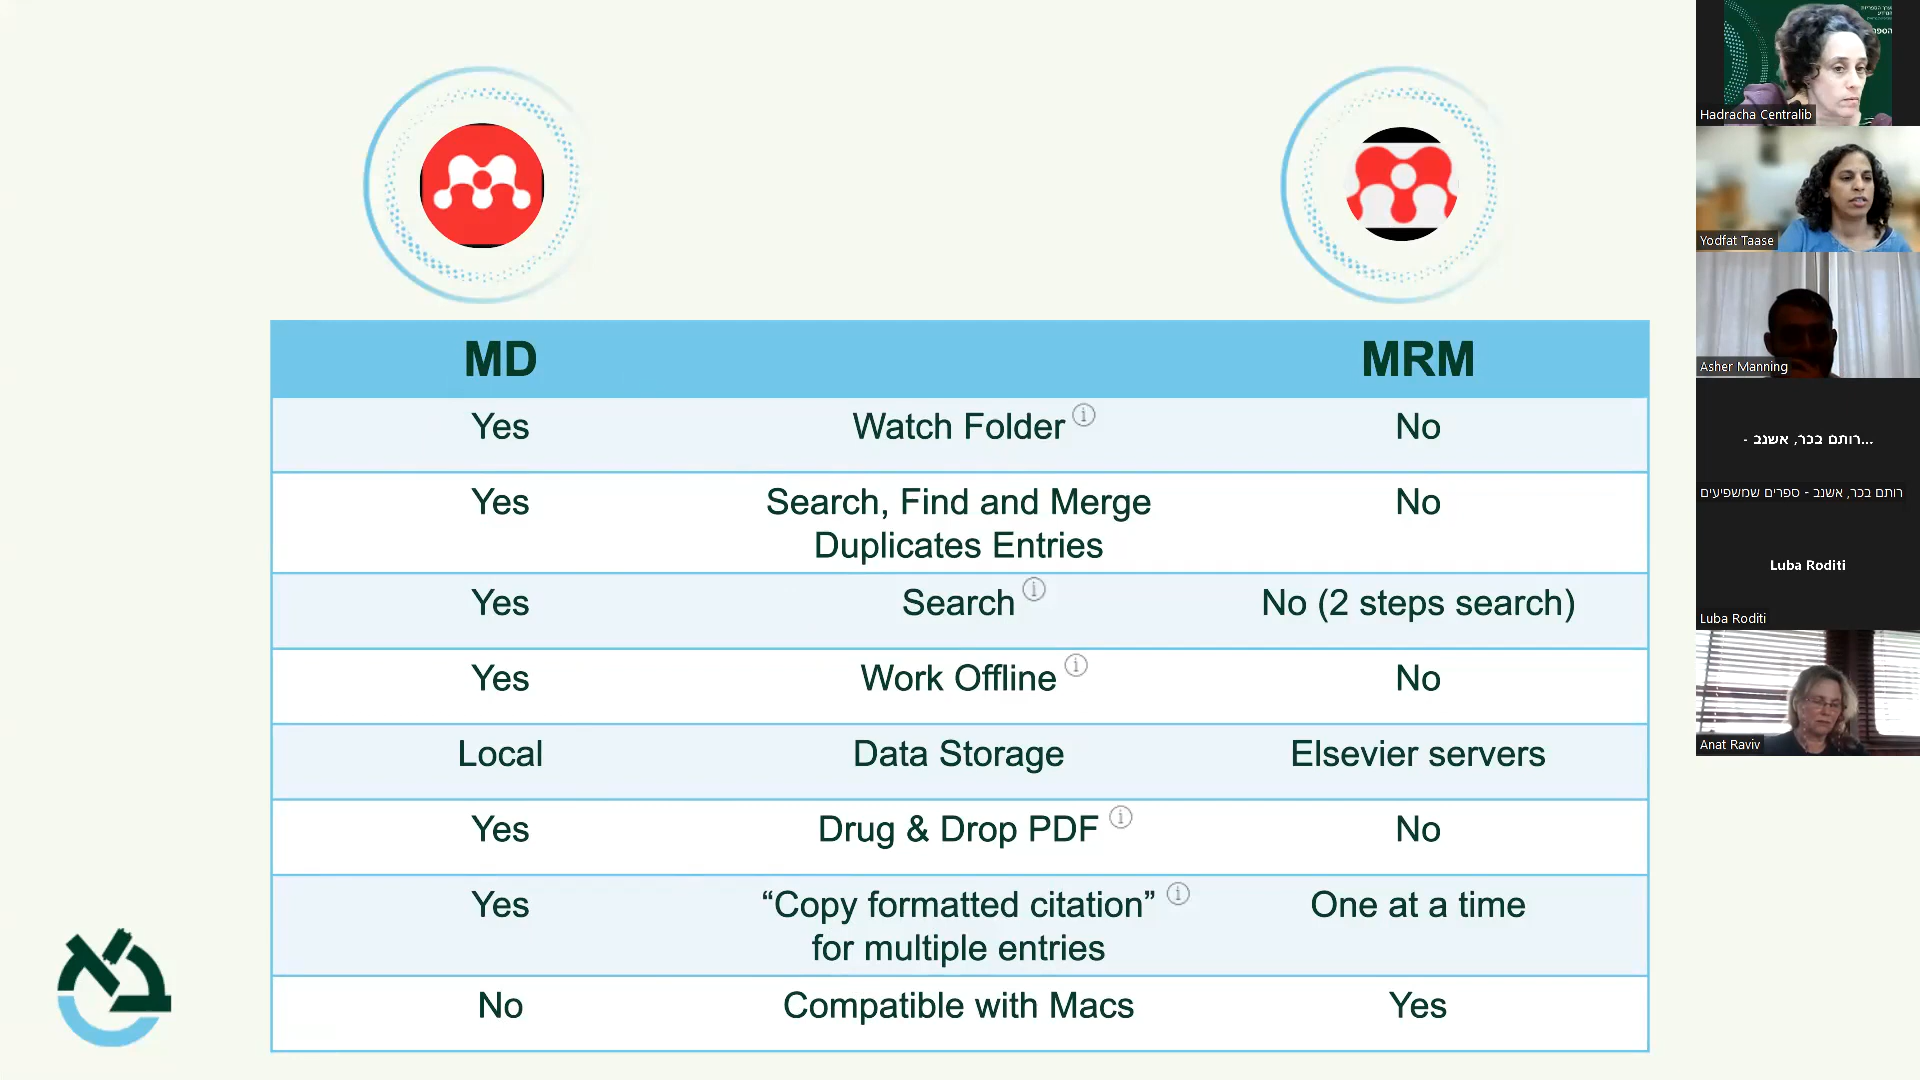 MD MRM
Yes Watch Folder No
Yes Search, Find and Merge No
Duplicates Entries
Yes Search No (2 steps search)
Yes Work Offline No
Local Data Storage Elsevier servers
Yes Drug & Drop PDF No
Yes “Copy formatted citation” One at a time
for multiple entries
No Compatible with Macs Yes
Hadracha Centralib
Yodfat Taase
Asher Manning
רותם בכר, אשנב -...
רותם בכר, אשנב - ספרים שמשפיעים
Luba Roditi
Luba Roditi
Anat Raviv